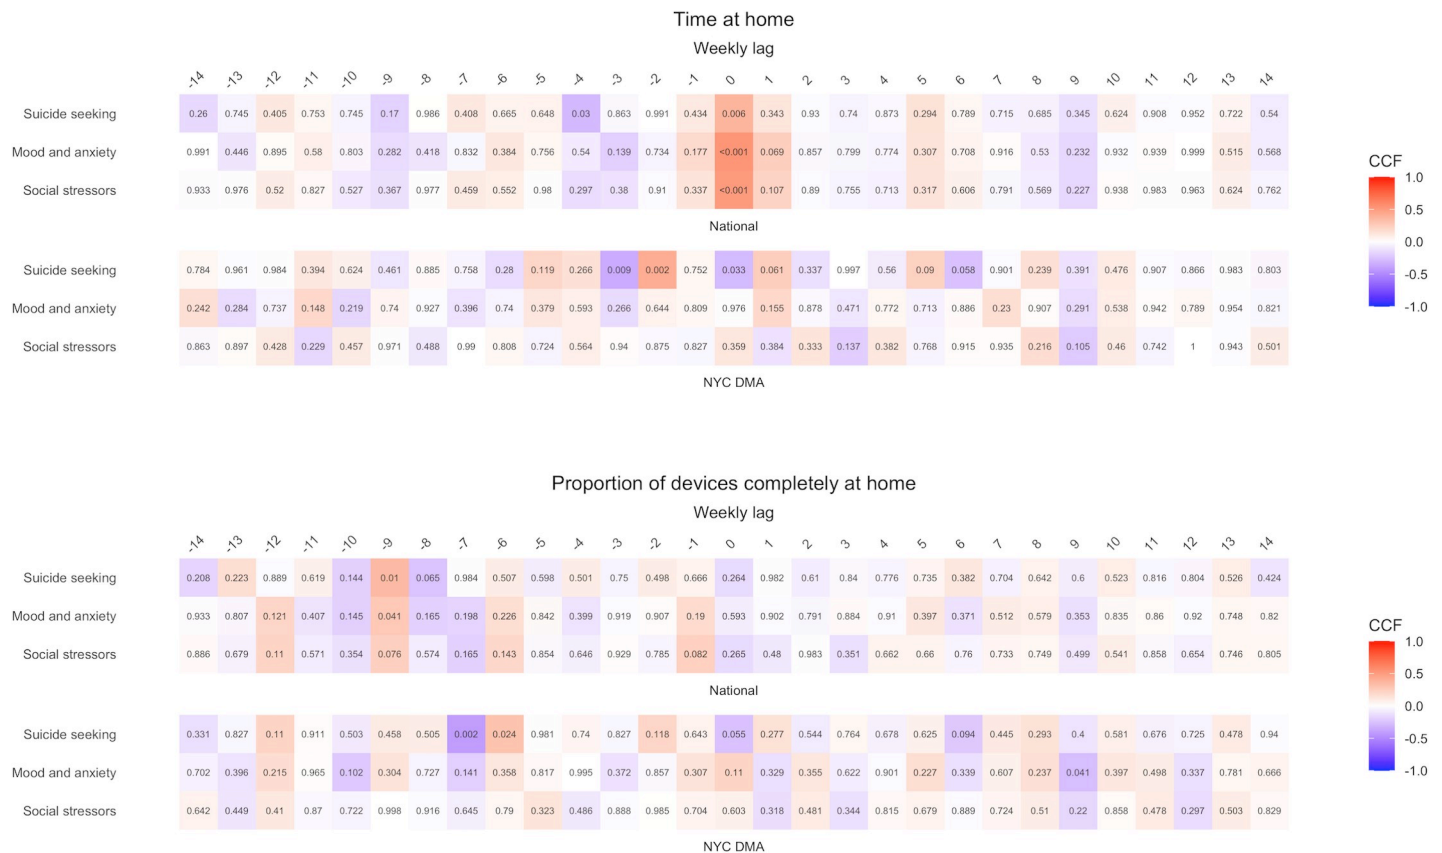 Time at home
Weekly lag
-14 -13 -12 -11 -10 -9 -8 -7 -6 -5 -4 -3 -2 -1 0 1 2 3 4 5 6 7 8 9 10 11 12 13 14
Suicide seeking 0.26 0.745 0.405 0.753 0.745 0.17 0.986 0.408 0.665 0.648 0.03 0.863 0.991 0.434 0.006 0.343 0.93 0.74 0.873 0.294 0.789 0.715 0.685 0.345 0.624 0.908 0.952 0.722 0.54
Mood and anxiety 0.991 0.446 0.895 0.58 0.803 0.282 0.418 0.832 0.384 0.756 0.54 0.139 0.734 0.177 <0.001 0.069 0.857 0.799 0.774 0.307 0.708 0.916 0.53 0.232 0.932 0.939 0.999 0.515 0.568
Social stressors 0.933 0.976 0.52 0.827 0.527 0.367 0.977 0.459 0.552 0.98 0.297 0.38 0.91 0.337 <0.001 0.107 0.89 0.755 0.713 0.317 0.606 0.791 0.569 0.227 0.938 0.983 0.963 0.624 0.762
National
CCF
1.0
0.5
0.0
-0.5
-1.0
Suicide seeking 0.784 0.961 0.984 0.394 0.624 0.461 0.885 0.758 0.28 0.119 0.266 0.009 0.002 0.752 0.033 0.061 0.337 0.997 0.56 0.09 0.058 0.901 0.239 0.391 0.476 0.907 0.866 0.983 0.803
Mood and anxiety 0.242 0.284 0.737 0.148 0.219 0.74 0.927 0.396 0.74 0.379 0.593 0.266 0.644 0.809 0.976 0.155 0.878 0.471 0.772 0.713 0.886 0.23 0.907 0.291 0.538 0.942 0.789 0.954 0.821
Social stressors 0.863 0.897 0.428 0.229 0.457 0.971 0.488 0.99 0.808 0.724 0.564 0.94 0.875 0.827 0.359 0.384 0.333 0.137 0.382 0.768 0.915 0.935 0.216 0.105 0.46 0.742 1 0.943 0.501
NYC DMA
Proportion of devices completely at home
Weekly lag
-14 -13 -12 -11 -10 -9 -8 -7 -6 -5 -4 -3 -2 -1 0 1 2 3 4 5 6 7 8 9 10 11 12 13 14
Suicide seeking 0.208 0.223 0.889 0.619 0.144 0.01 0.065 0.984 0.507 0.598 0.501 0.75 0.498 0.666 0.264 0.982 0.61 0.84 0.776 0.735 0.382 0.704 0.642 0.6 0.523 0.816 0.804 0.526 0.424
Mood and anxiety 0.933 0.807 0.121 0.407 0.145 0.041 0.165 0.198 0.226 0.842 0.399 0.919 0.907 0.19 0.593 0.902 0.791 0.884 0.91 0.397 0.371 0.512 0.579 0.353 0.835 0.86 0.92 0.748 0.82
Social stressors 0.886 0.679 0.11 0.571 0.354 0.076 0.574 0.165 0.143 0.854 0.646 0.929 0.785 0.082 0.265 0.48 0.983 0.351 0.662 0.66 0.76 0.733 0.749 0.499 0.541 0.858 0.654 0.746 0.805
National
CCF
1.0
0.5
0.0
-0.5
-1.0
Suicide seeking 0.331 0.827 0.11 0.911 0.503 0.458 0.505 0.002 0.024 0.981 0.74 0.827 0.118 0.643 0.055 0.277 0.544 0.764 0.678 0.625 0.094 0.445 0.293 0.4 0.581 0.676 0.725 0.478 0.94
Mood and anxiety 0.702 0.396 0.215 0.965 0.102 0.304 0.727 0.141 0.358 0.817 0.995 0.372 0.857 0.307 0.11 0.329 0.355 0.622 0.901 0.227 0.339 0.607 0.237 0.041 0.397 0.498 0.337 0.781 0.666
Social stressors 0.642 0.449 0.41 0.87 0.722 0.998 0.916 0.645 0.79 0.323 0.486 0.888 0.985 0.704 0.603 0.318 0.481 0.344 0.815 0.679 0.889 0.724 0.51 0.22 0.858 0.478 0.297 0.503 0.829
NYC DMA